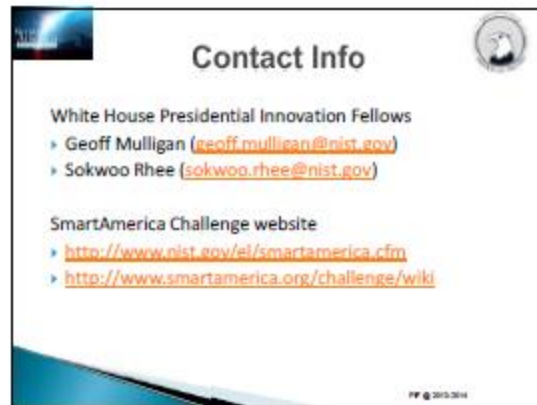 Contact Info
White House Presidential Innovation Fellows
Geoff Mulligan (geoff.mulligan@nist.gov)
Sokwoo Rhee (sokwoo.rhee@nist.gov)
SmartAmerica Challenge website
http://www.nist.gov/el/smartamerica.cfm
http://www.smartamerica.org/challenge/wiki
PIF @ 2013-2014